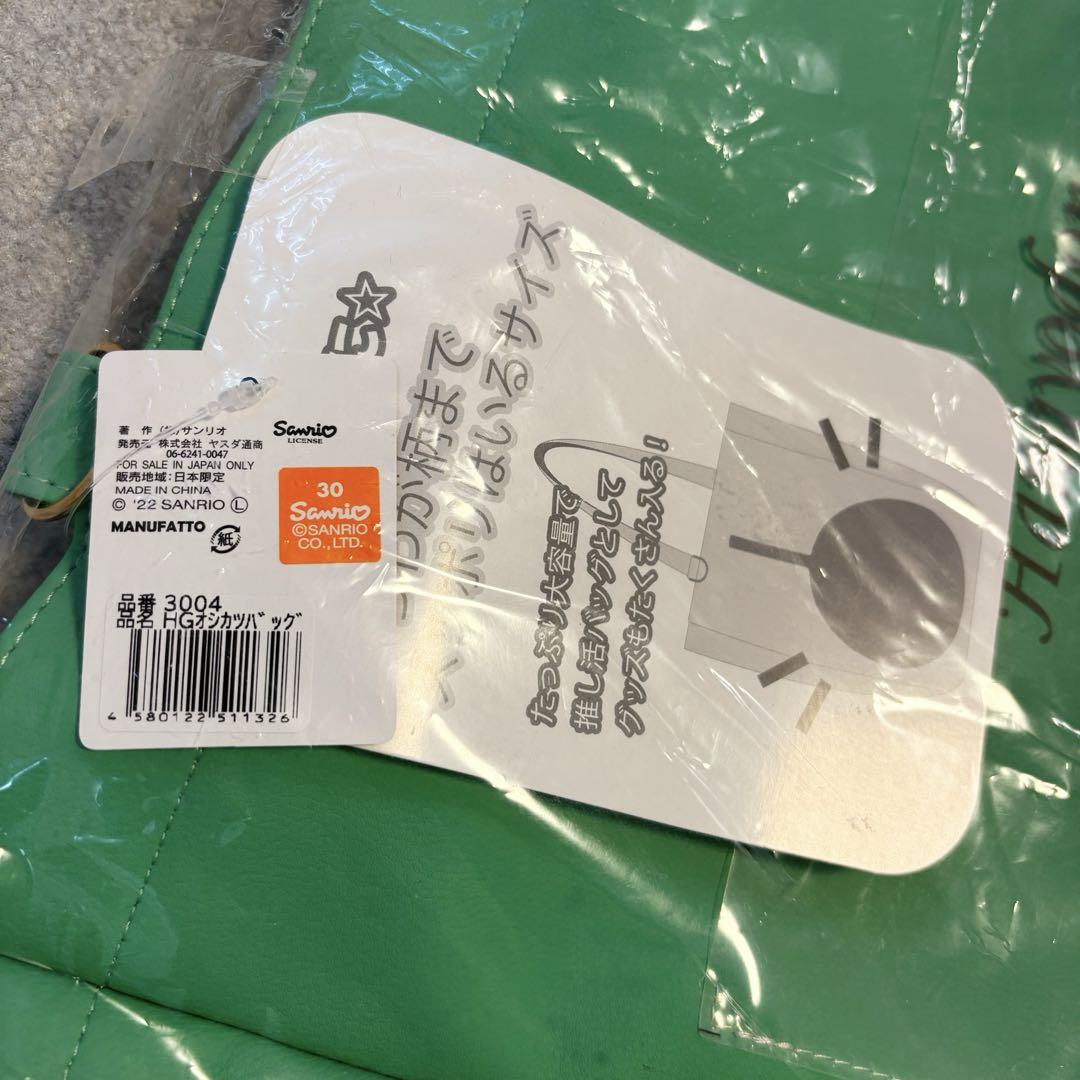 著 作 (株)サンリオ
発売元 株式会社 ヤスダ通商
06-6241-0047
FOR SALE IN JAPAN ONLY
販売地域:日本限定
MADE IN CHINA
© '22 SANRIO Ⓛ
MANUFATTO
紙
Sanrio
LICENSE
30
Sanrio
©SANRIO
CO., LTD.
品番 3004
品名 HGオシカツバッグ
4 580122 511326
が柄まで
ポリはいるサイズ
たっぷり大容量で
推し活バッグとして
グッズもたくさん入る!